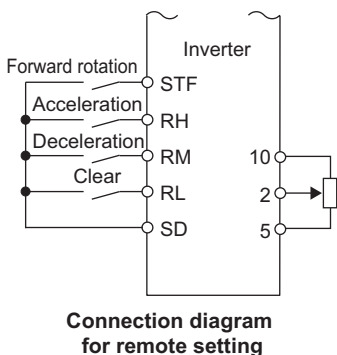 Inverter
Forward rotation
STF
Acceleration
RH
Deceleration
RM
10
Clear
RL
2
SD
5
Connection diagram
for remote setting